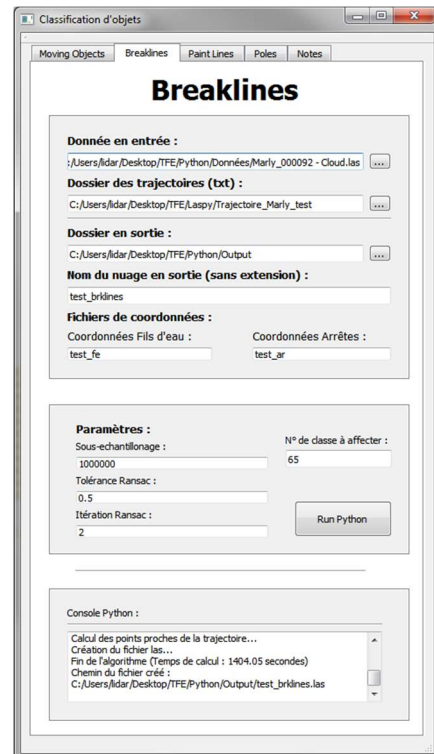 Classification d'objets
Moving Objects Breaklines Paint Lines Poles Notes
Breaklines
Donnée en entrée :
:/Users/lidar/Desktop/TFE/Python/Données/Marly_000092 - Cloud.las ...
Dossier des trajectoires (txt) :
C:/Users/lidar/Desktop/TFE/Laspy/Trajectoire_Marly_test ...
Dossier en sortie :
C:/Users/lidar/Desktop/TFE/Python/Output ...
Nom du nuage en sortie (sans extension) :
test_brklines
Fichiers de coordonnées :
Coordonnées Fils d'eau : Coordonnées Arrêtes :
test_fe test_ar
Paramètres :
Sous-echantillonage : N° de classe à affecter :
1000000 65
Tolérance Ransac :
0.5
Itération Ransac :
2 Run Python
Console Python :
Calcul des points proches de la trajectoire...
Création du fichier las...
Fin de l'algorithme (Temps de calcul : 1404.05 secondes)
Chemin du fichier créé :
C:/Users/lidar/Desktop/TFE/Python/Output/test_brklines.las